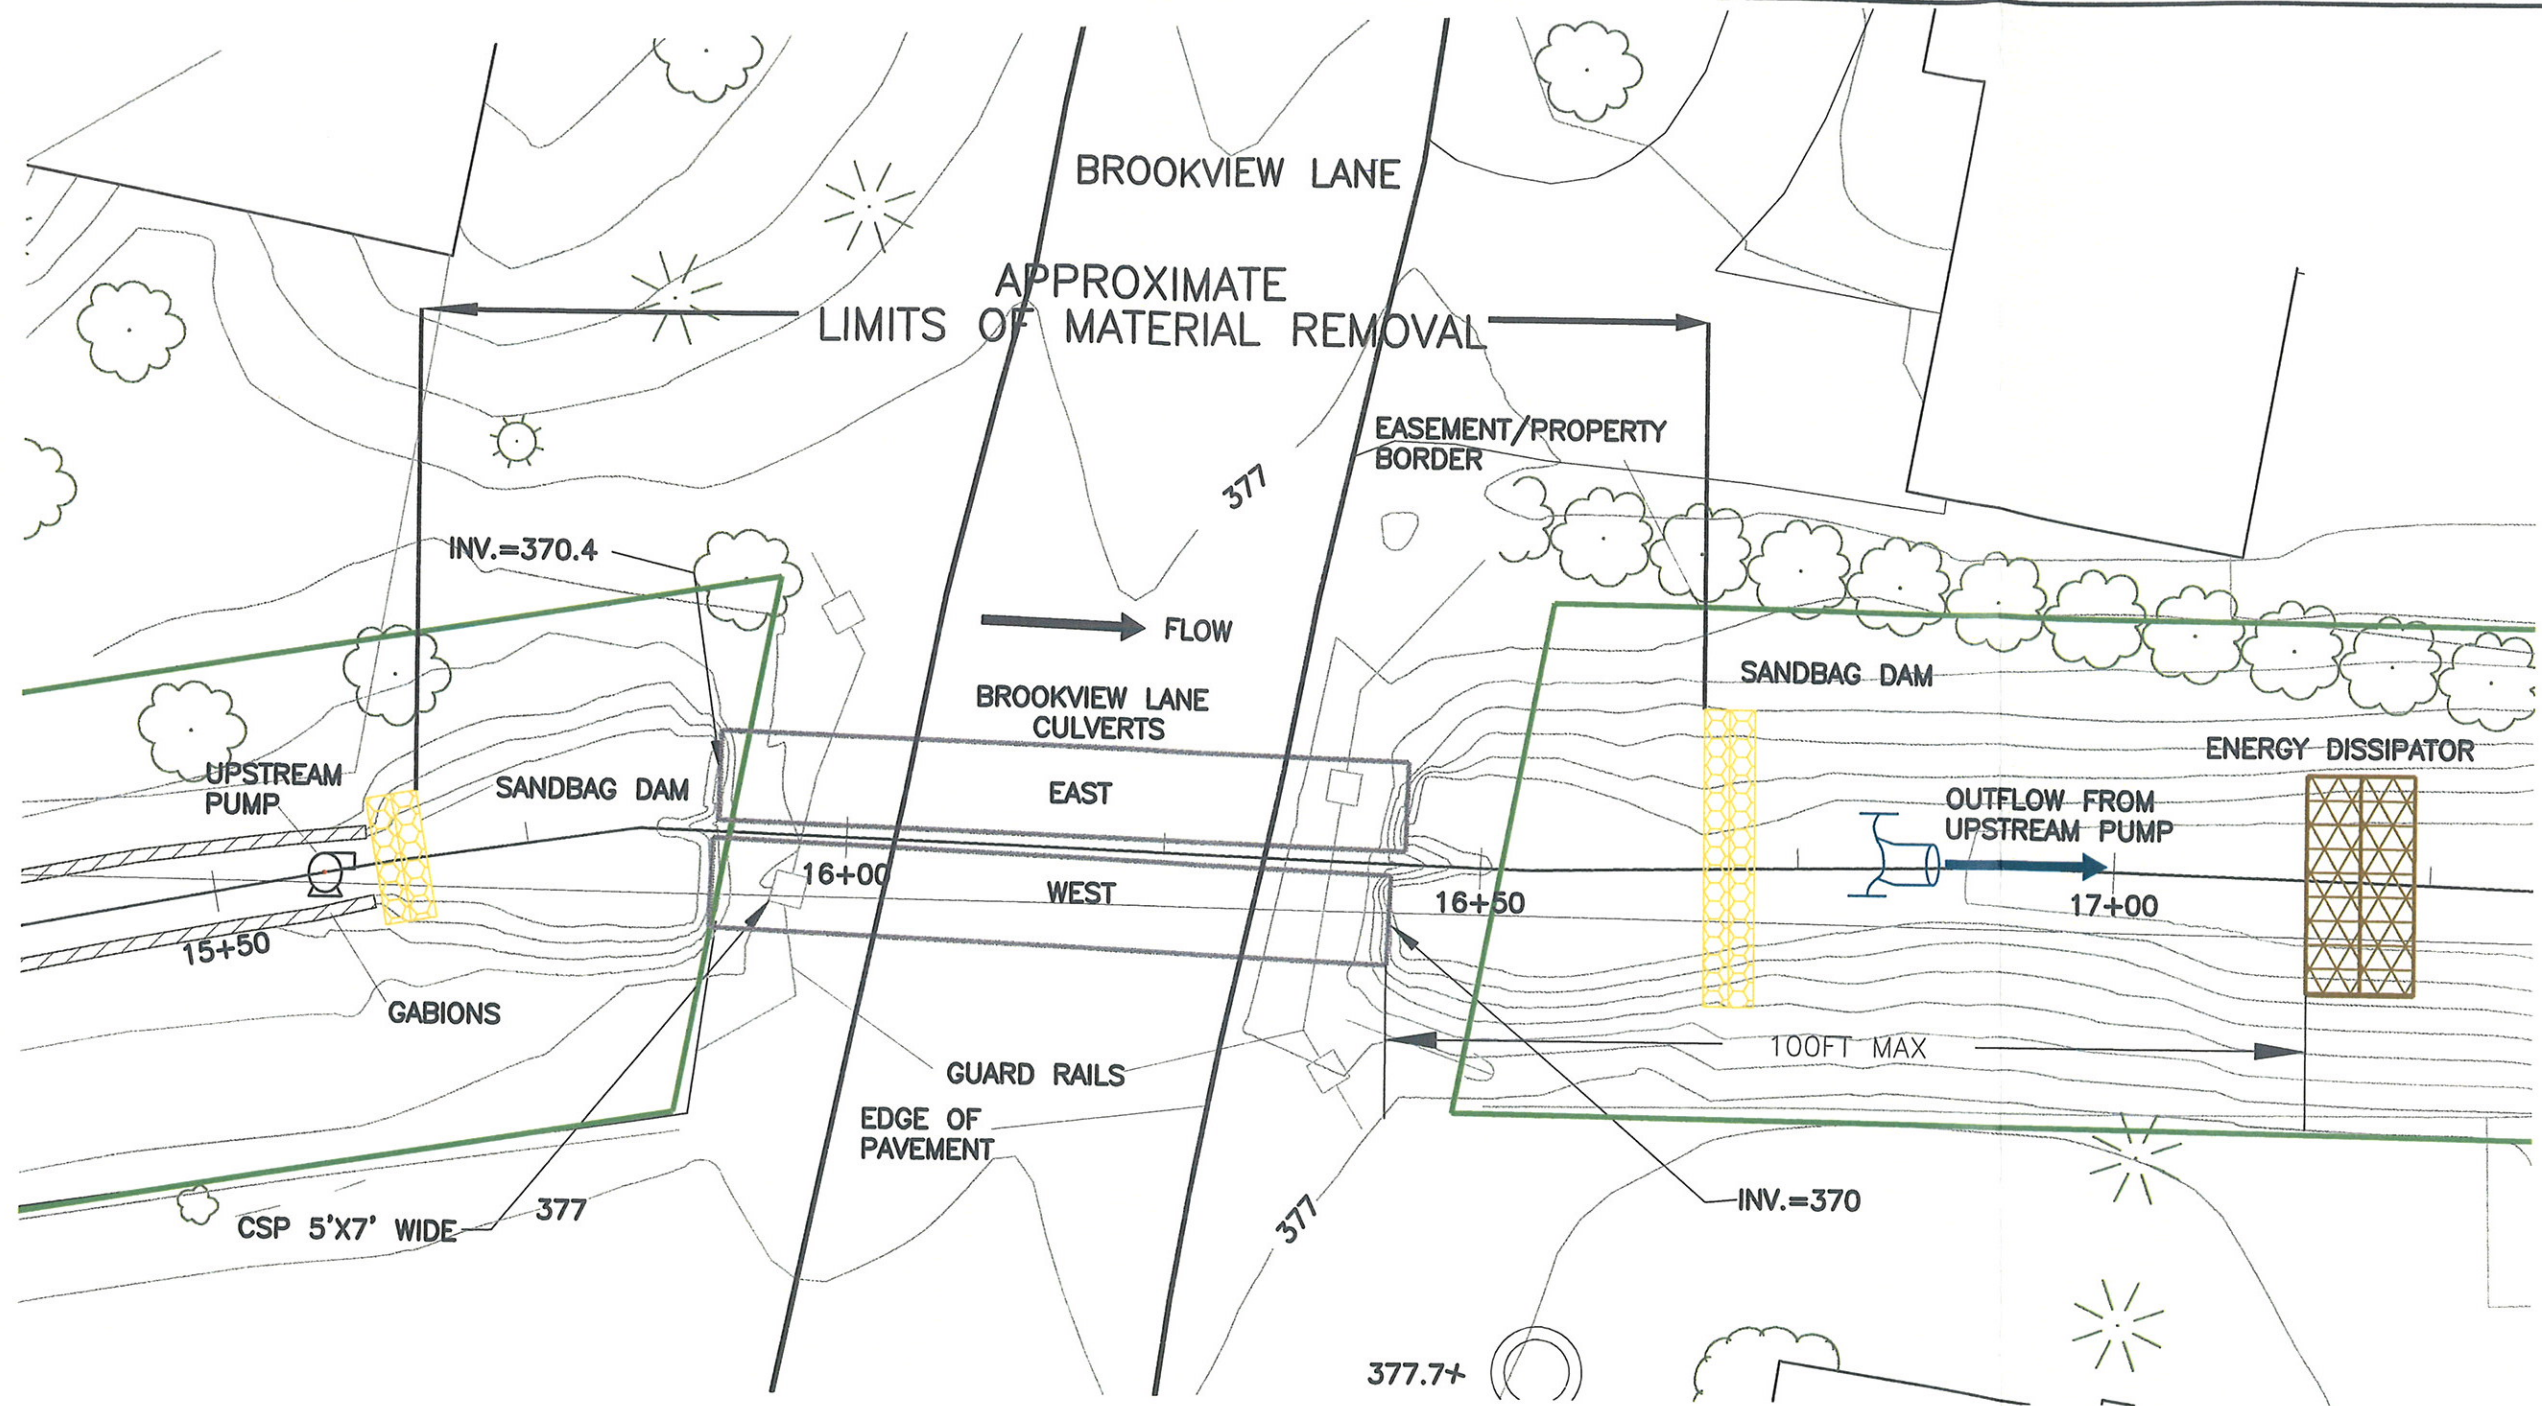 BROOKVIEW LANE
APPROXIMATE
LIMITS OF MATERIAL REMOVAL
EASEMENT/PROPERTY
BORDER
377
INV.=370.4
FLOW
SANDBAG DAM
BROOKVIEW LANE
CULVERTS
ENERGY DISSIPATOR
UPSTREAM
PUMP
SANDBAG DAM
EAST
OUTFLOW FROM
UPSTREAM PUMP
16+00
WEST
16+50
17+00
15+50
GABIONS
100FT MAX
GUARD RAILS
EDGE OF
PAVEMENT
INV.=370
377
CSP 5'X7' WIDE
377
377.7+